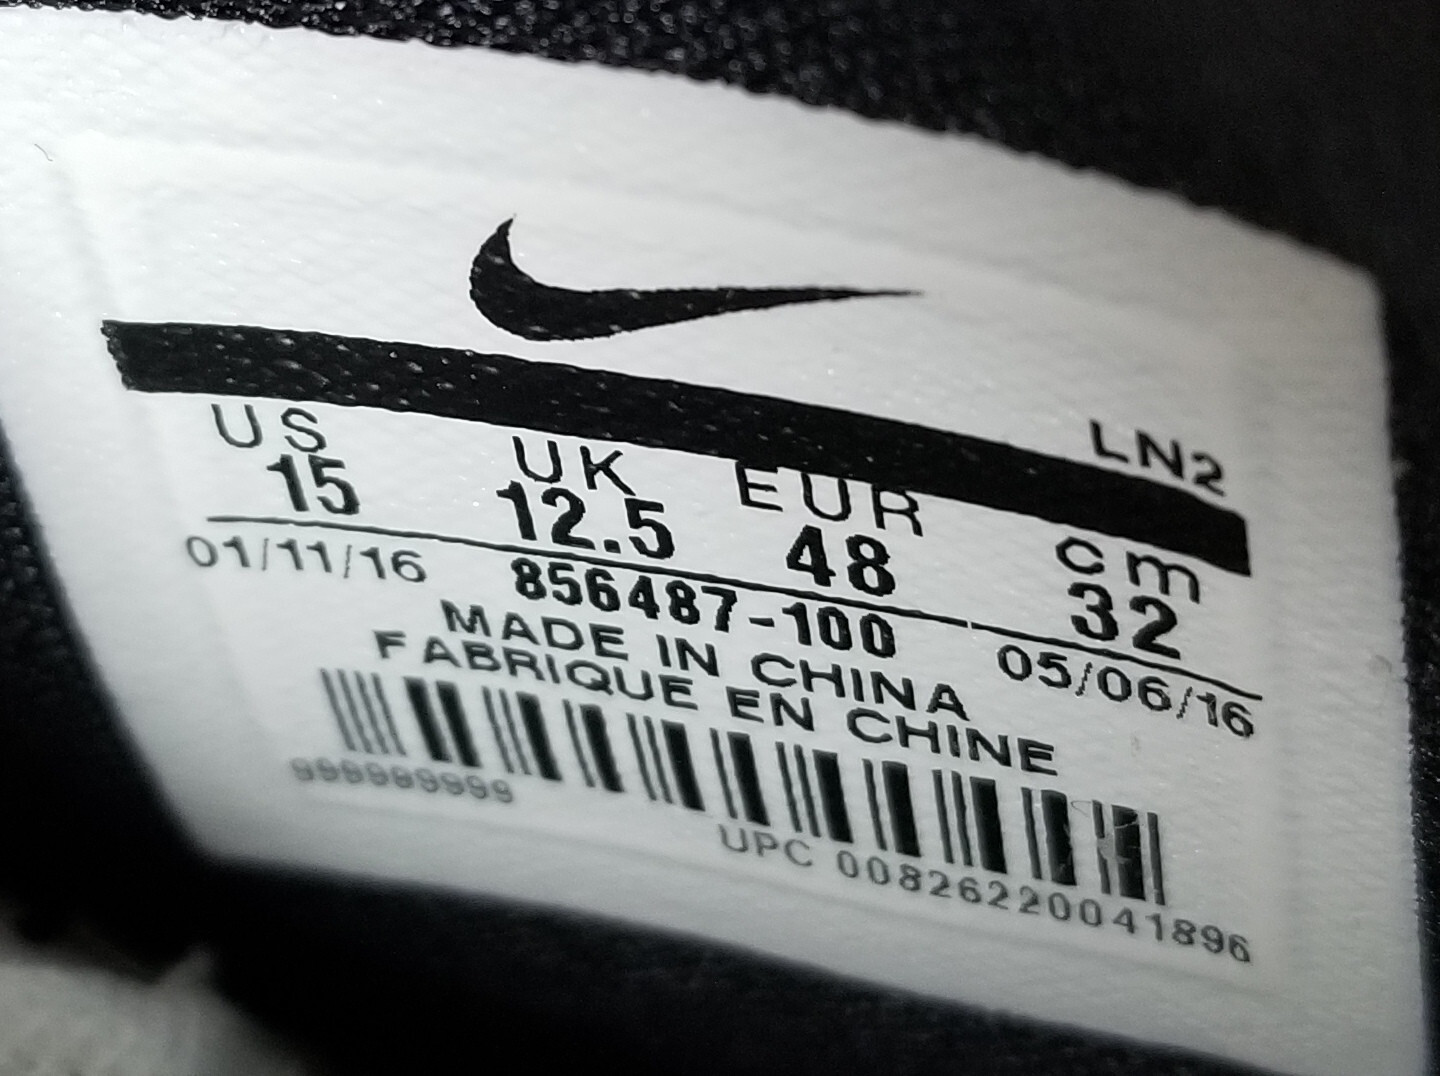 LN2
US UK EUR cm
15 12.5 48 32
01/11/16 856487-100 05/06/16
MADE IN CHINA
FABRIQUE EN CHINE
999999999
UPC 00826220041896